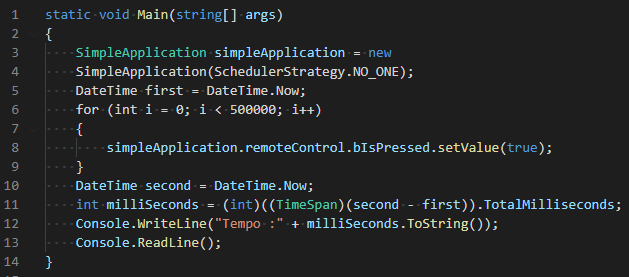 1 static void Main(string[] args)
2 {
3 SimpleApplication simpleApplication = new
4 SimpleApplication(SchedulerStrategy.NO_ONE);
5 DateTime first = DateTime.Now;
6 for (int i = 0; i < 500000; i++)
7 {
8 simpleApplication.remoteControl.bIsPressed.setValue(true);
9 }
10 DateTime second = DateTime.Now;
11 int milliSeconds = (int)((TimeSpan)(second - first)).TotalMilliseconds;
12 Console.WriteLine("Tempo :" + milliSeconds.ToString());
13 Console.ReadLine();
14 }